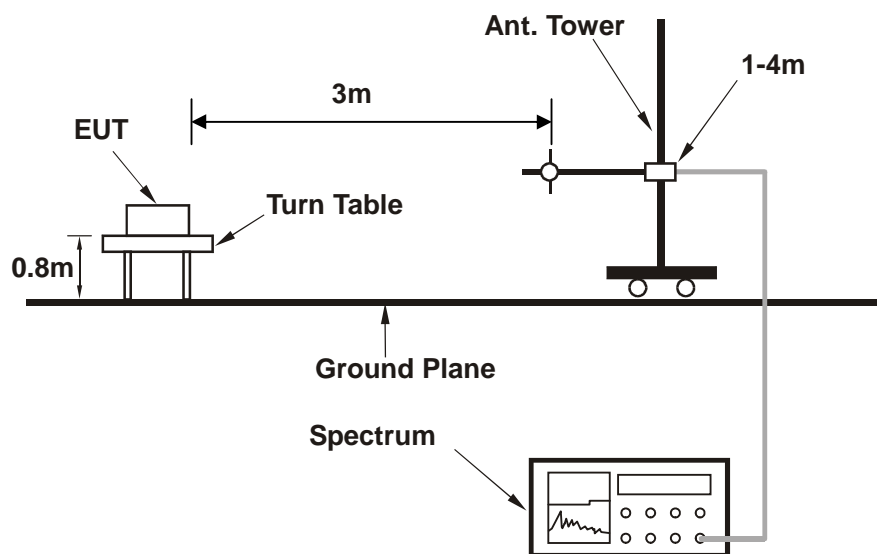 Ant. Tower
1-4m
3m
EUT
Turn Table
0.8m
Ground Plane
Spectrum